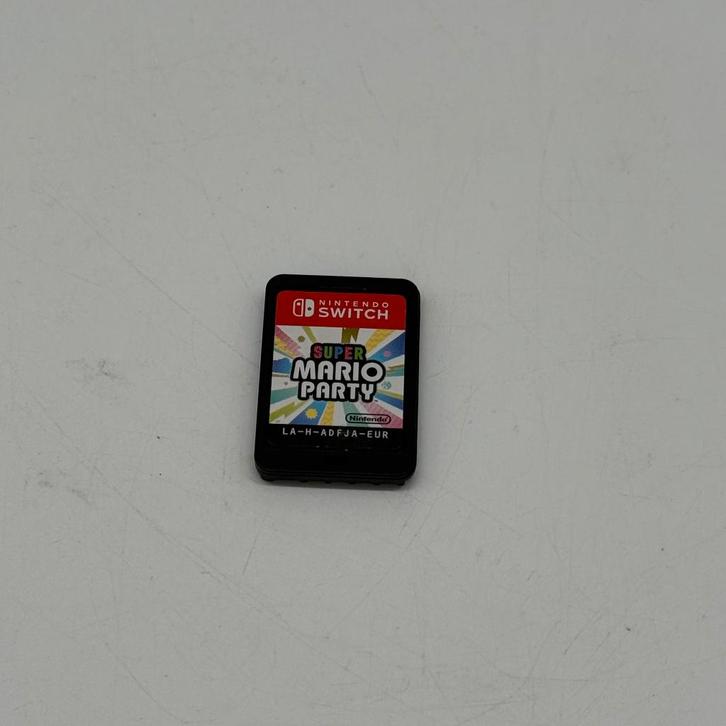 NINTENDO
SWITCH
SUPER
MARIO
PARTY
Nintendo
LA-H-ADFJA-EUR